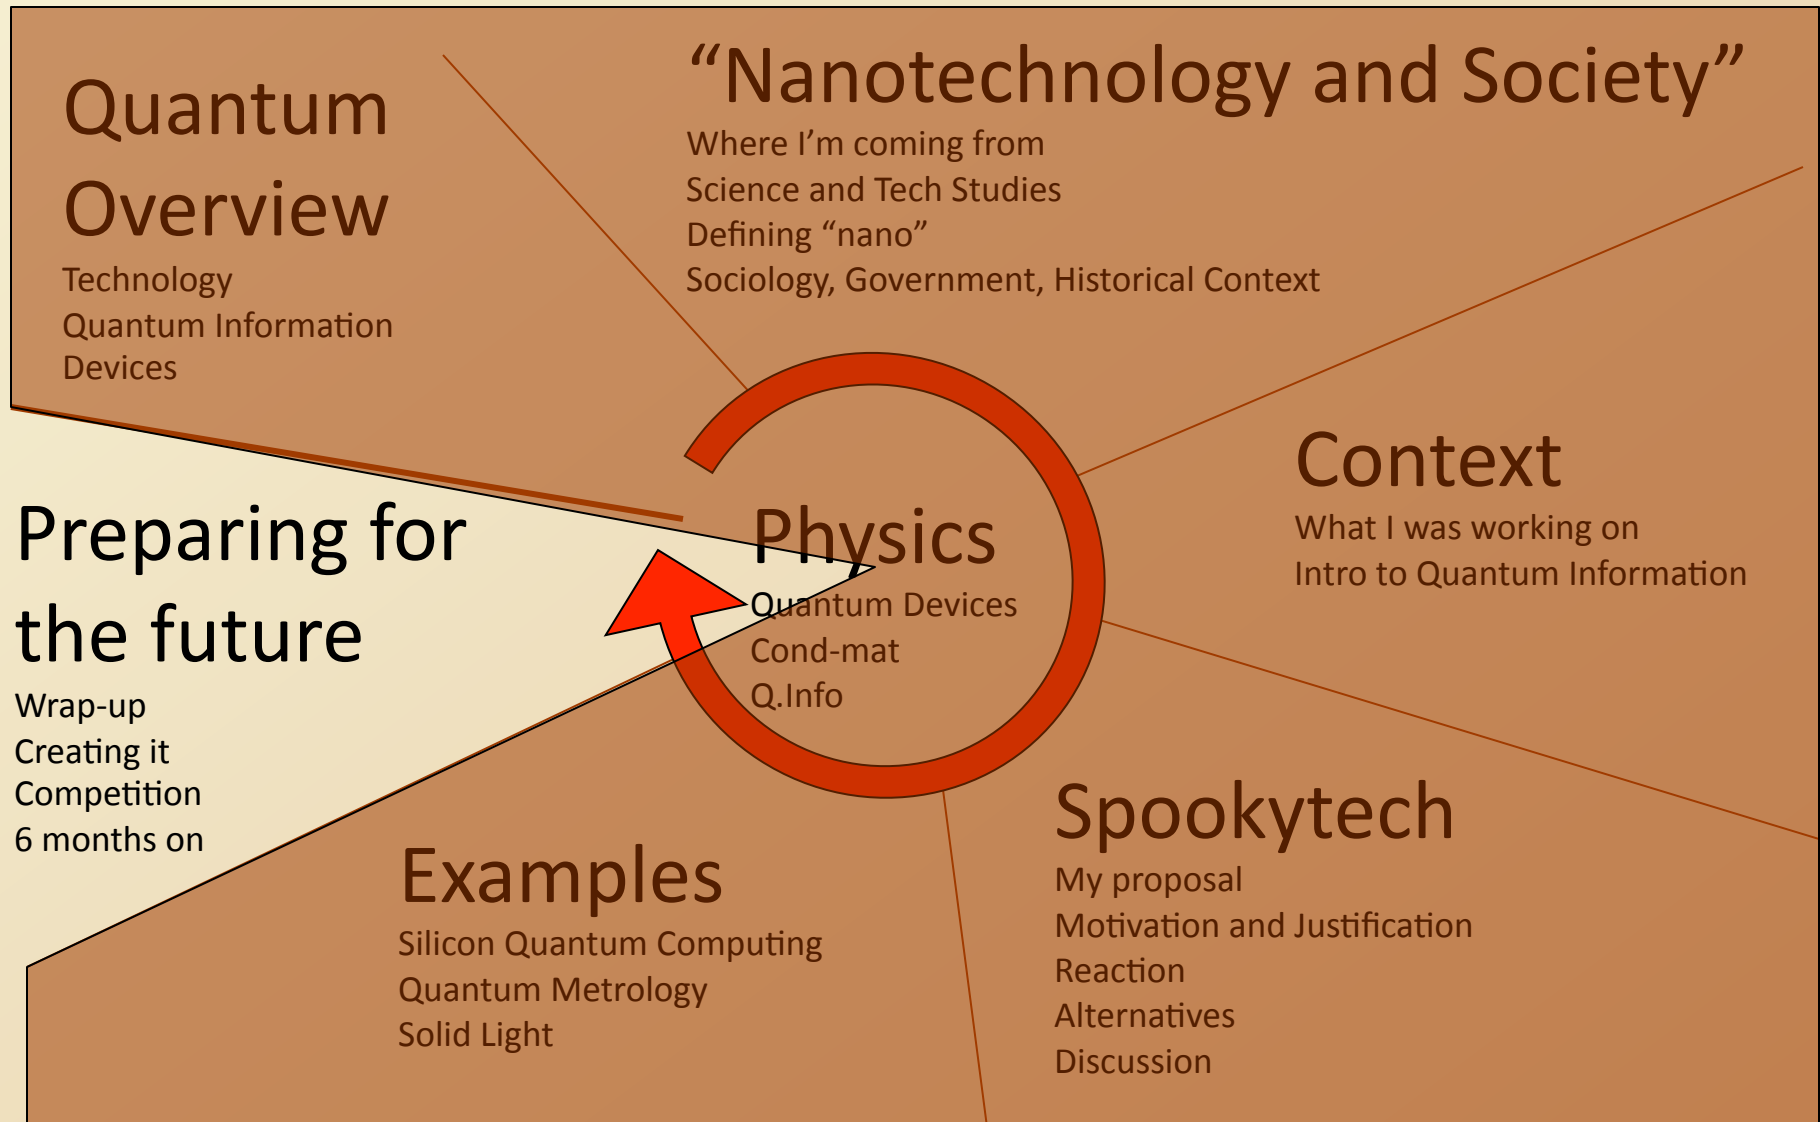 Quantum
Overview
Technology
Quantum Information
Devices
“Nanotechnology and Society”
Where I’m coming from
Science and Tech Studies
Defining “nano”
Sociology, Government, Historical Context
Context
What I was working on
Intro to Quantum Information
Spookytech
My proposal
Motivation and Justification
Reaction
Alternatives
Discussion
Examples
Silicon Quantum Computing
Quantum Metrology
Solid Light
Preparing for
the future
Wrap-up
Creating it
Competition
6 months on
Physics
Quantum Devices
Cond-mat
Q.Info